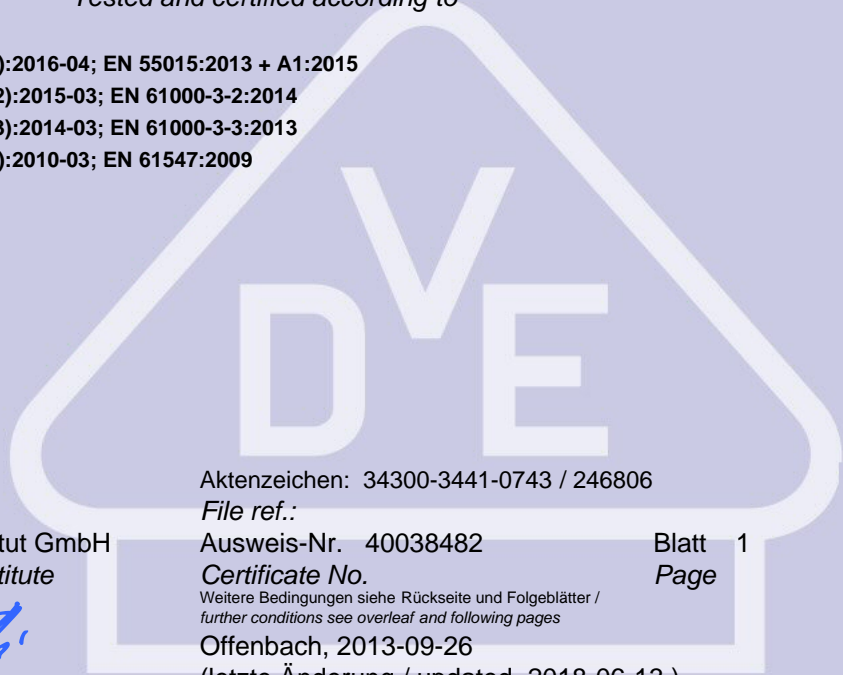 Tested and certified according to
):2016-04; EN 55015:2013 + A1:2015
2):2015-03; EN 61000-3-2:2014
3):2014-03; EN 61000-3-3:2013
):2010-03; EN 61547:2009
V
D E
Aktenzeichen: 34300-3441-0743 / 246806
File ref.:
tut GmbH Ausweis-Nr. 40038482 Blatt 1
titute Certificate No. Page
Weitere Bedingungen siehe Rückseite und Folgeblätter /
further conditions see overleaf and following pages
Offenbach, 2013-09-26
(letzte Änderung / updated 2018-06-13 )